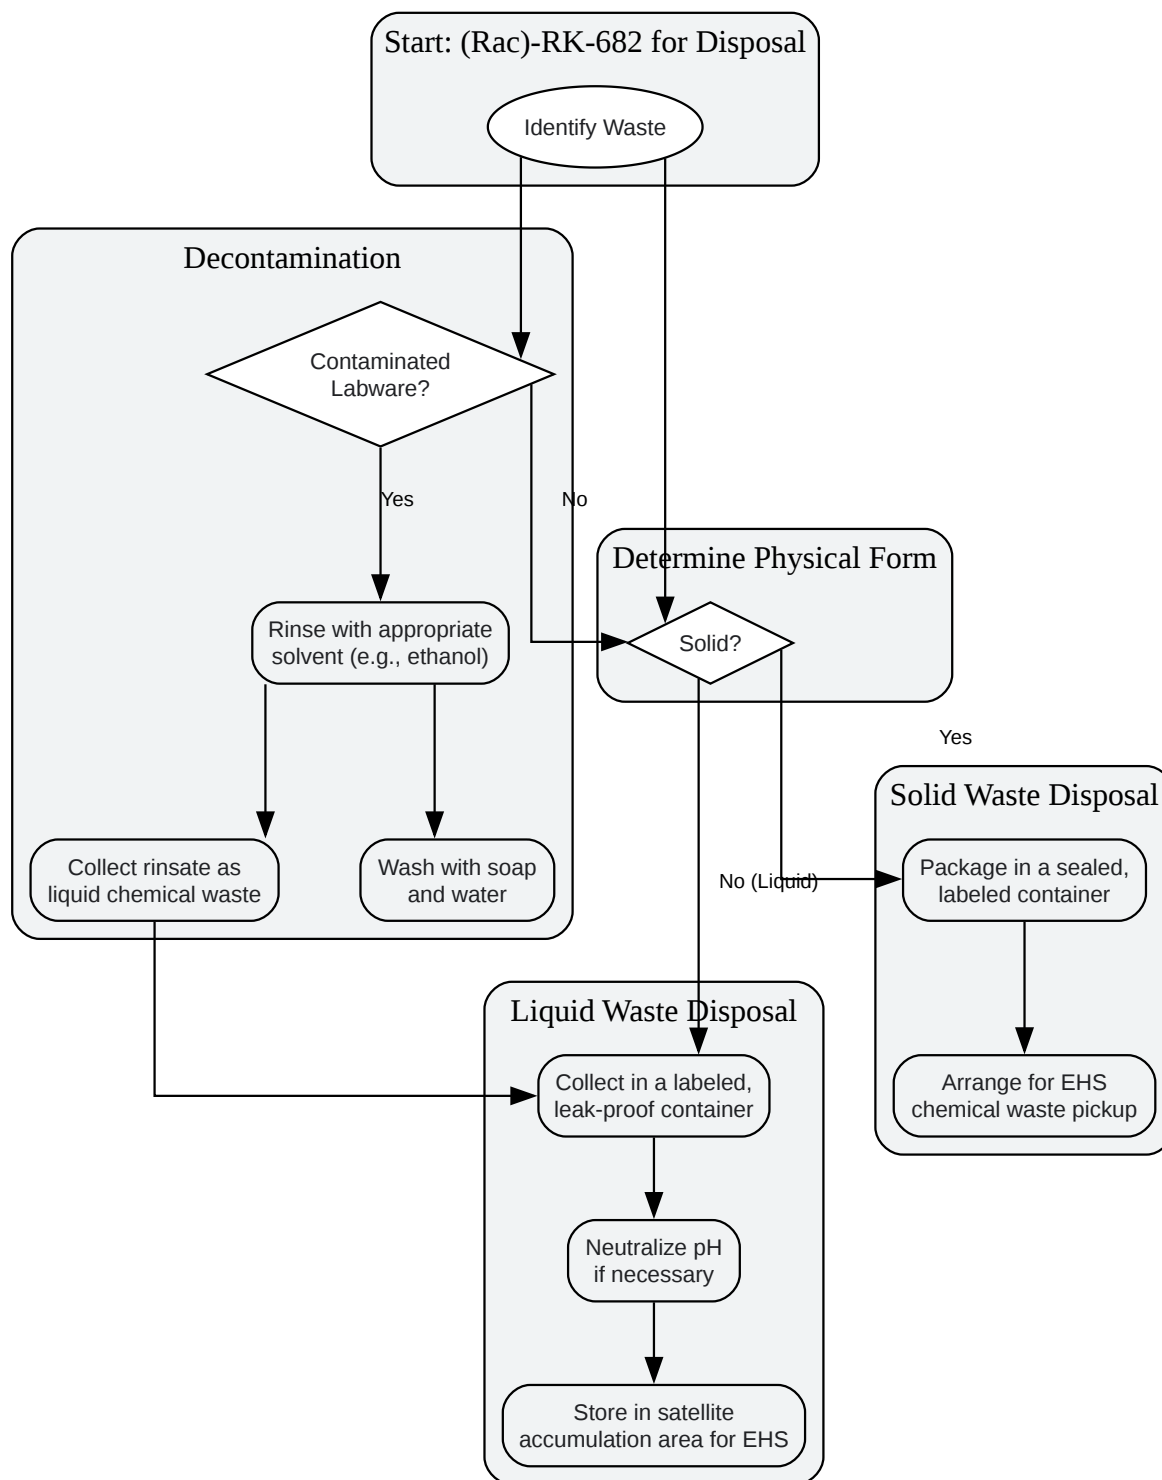 Start: (Rac)-RK-682 for Disposal
Identify Waste
Decontamination
Contaminated
Labware?
Yes
No
Determine Physical Form
Rinse with appropriate
solvent (e.g., ethanol)
Solid?
Yes
Solid Waste Disposal
Collect rinsate as
liquid chemical waste
Wash with soap
and water
No (Liquid)
Package in a sealed,
labeled container
Liquid Waste Disposal
Collect in a labeled,
leak-proof container
Arrange for EHS
chemical waste pickup
Neutralize pH
if necessary
Store in satellite
accumulation area for EHS